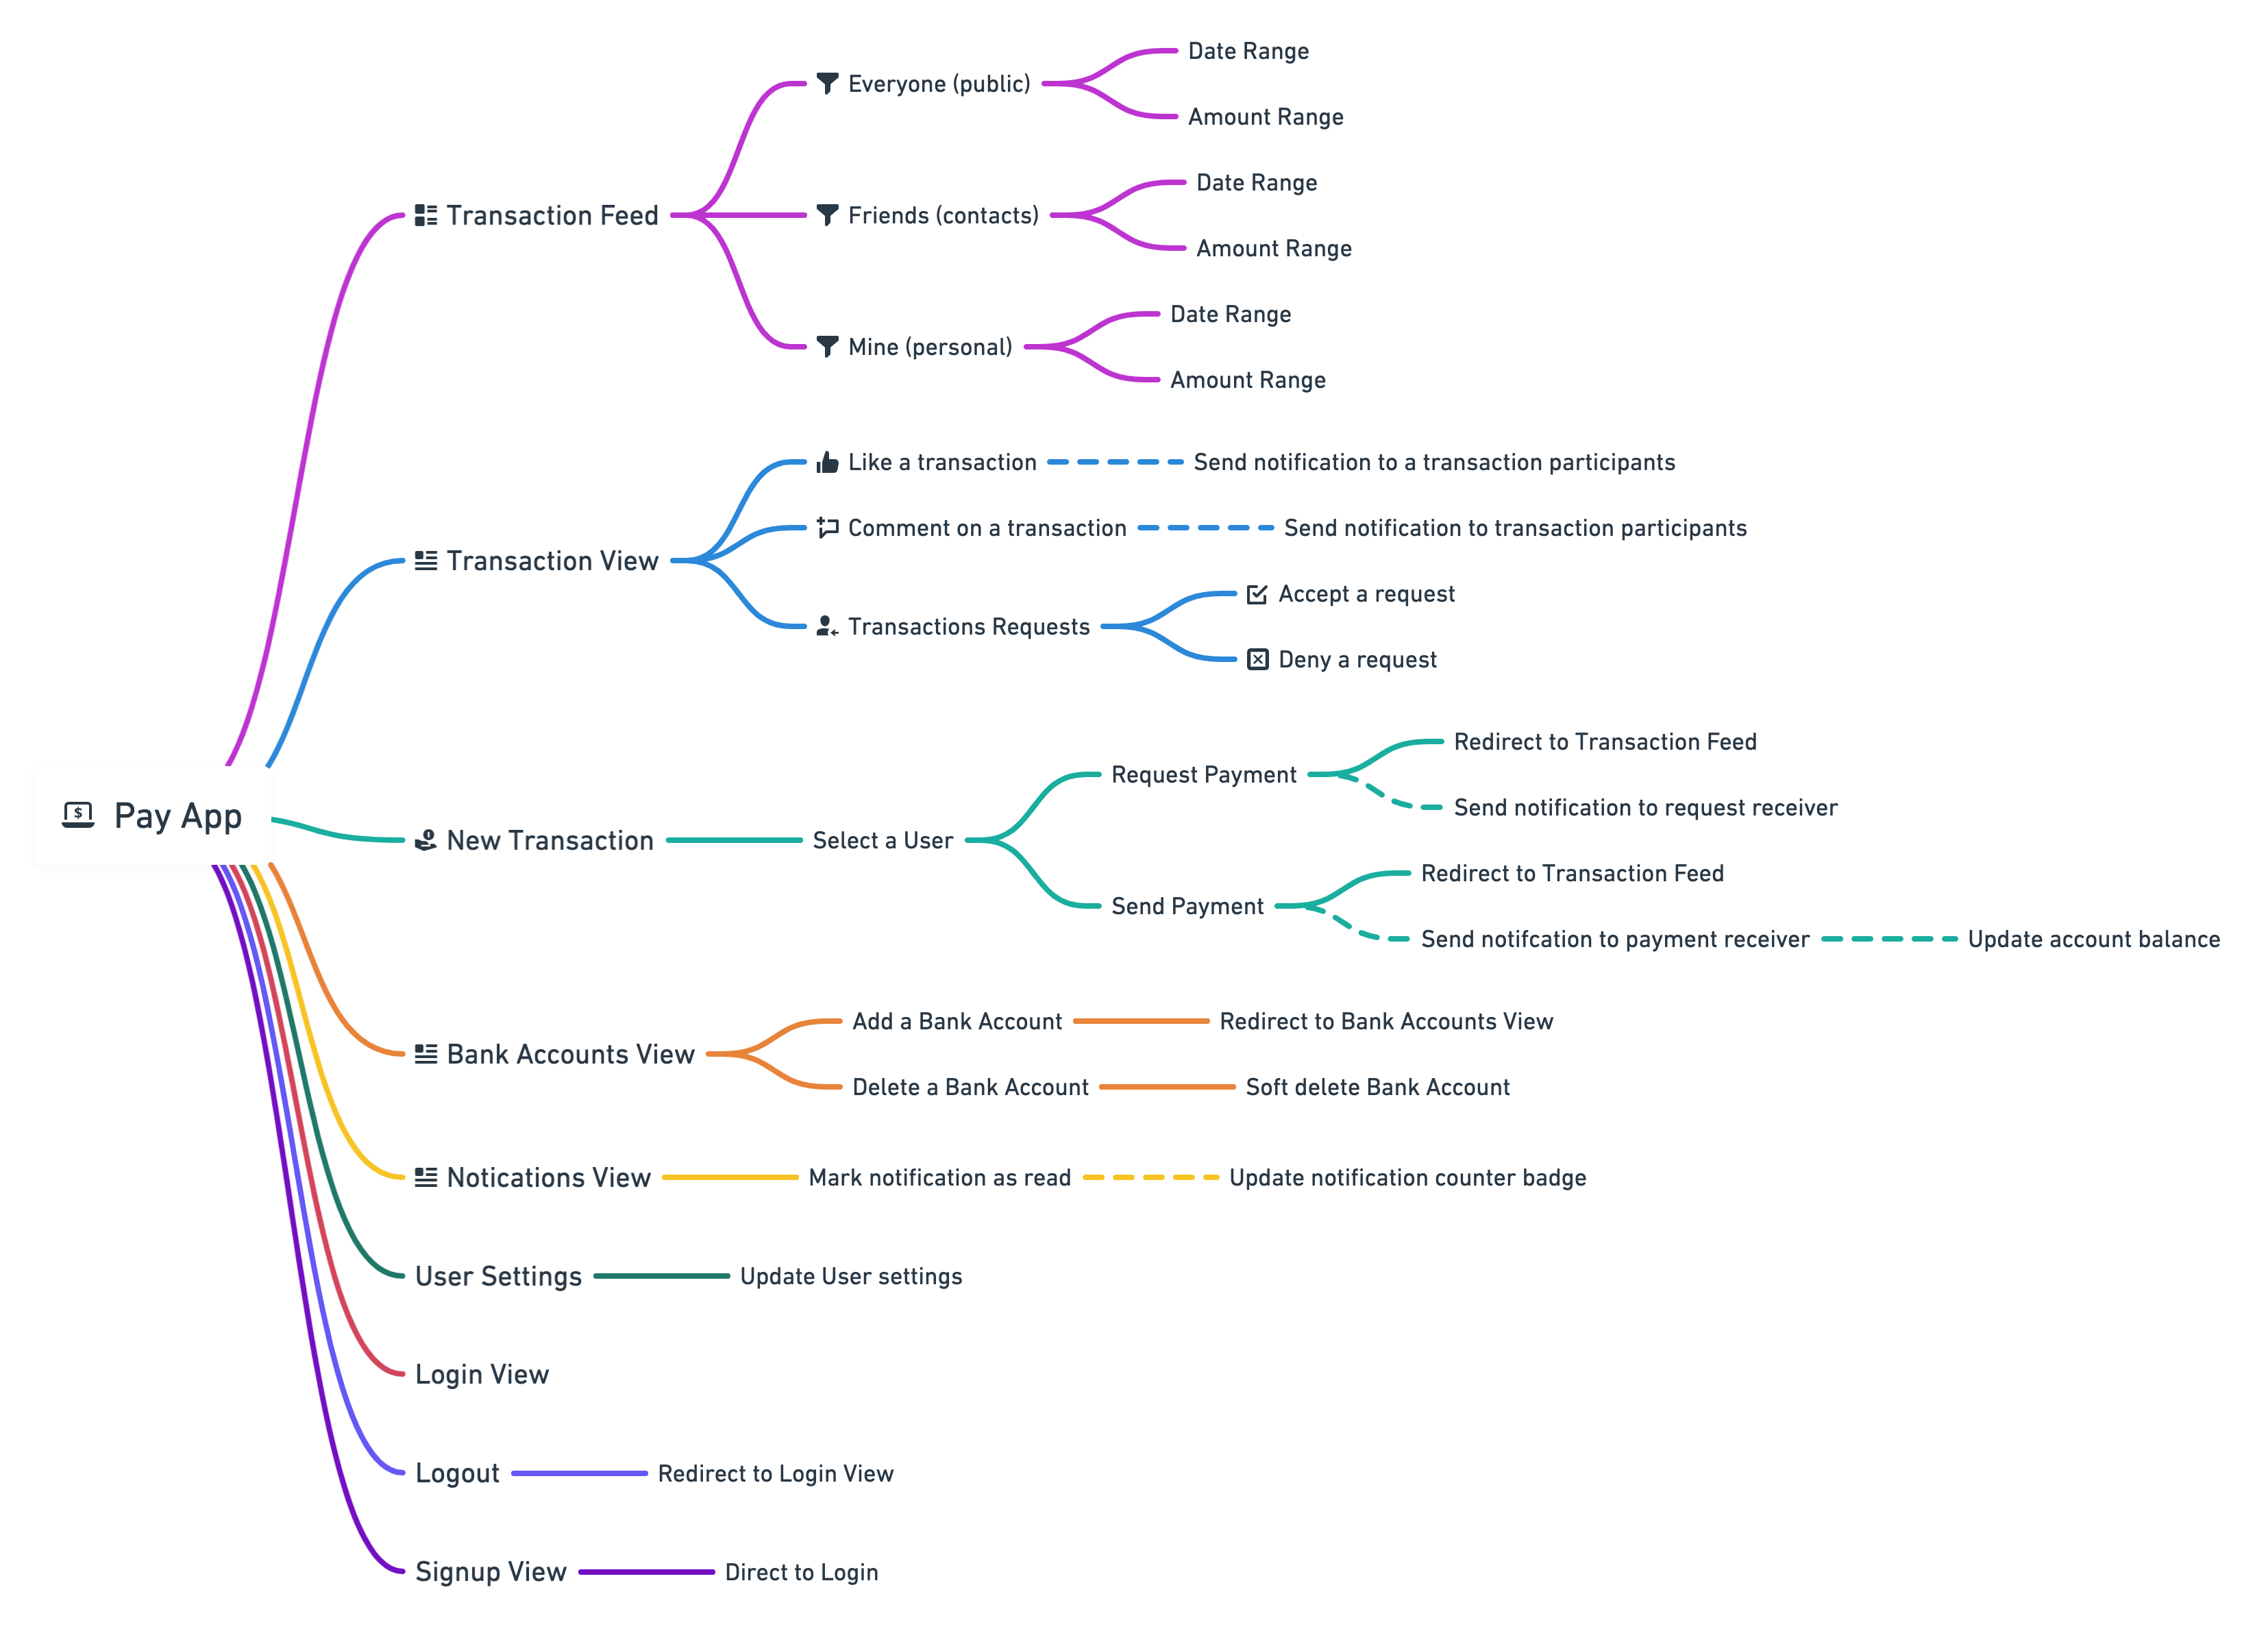 Pay App
Transaction Feed
Everyone (public)
Date Range
Amount Range
Friends (contacts)
Date Range
Amount Range
Mine (personal)
Date Range
Amount Range
Transaction View
Like a transaction
Send notification to a transaction participants
Comment on a transaction
Send notification to transaction participants
Transactions Requests
Accept a request
Deny a request
New Transaction
Select a User
Request Payment
Redirect to Transaction Feed
Send notification to request receiver
Send Payment
Redirect to Transaction Feed
Send notifcation to payment receiver
Update account balance
Bank Accounts View
Add a Bank Account
Redirect to Bank Accounts View
Delete a Bank Account
Soft delete Bank Account
Notications View
Mark notification as read
Update notification counter badge
User Settings
Update User settings
Login View
Logout
Redirect to Login View
Signup View
Direct to Login